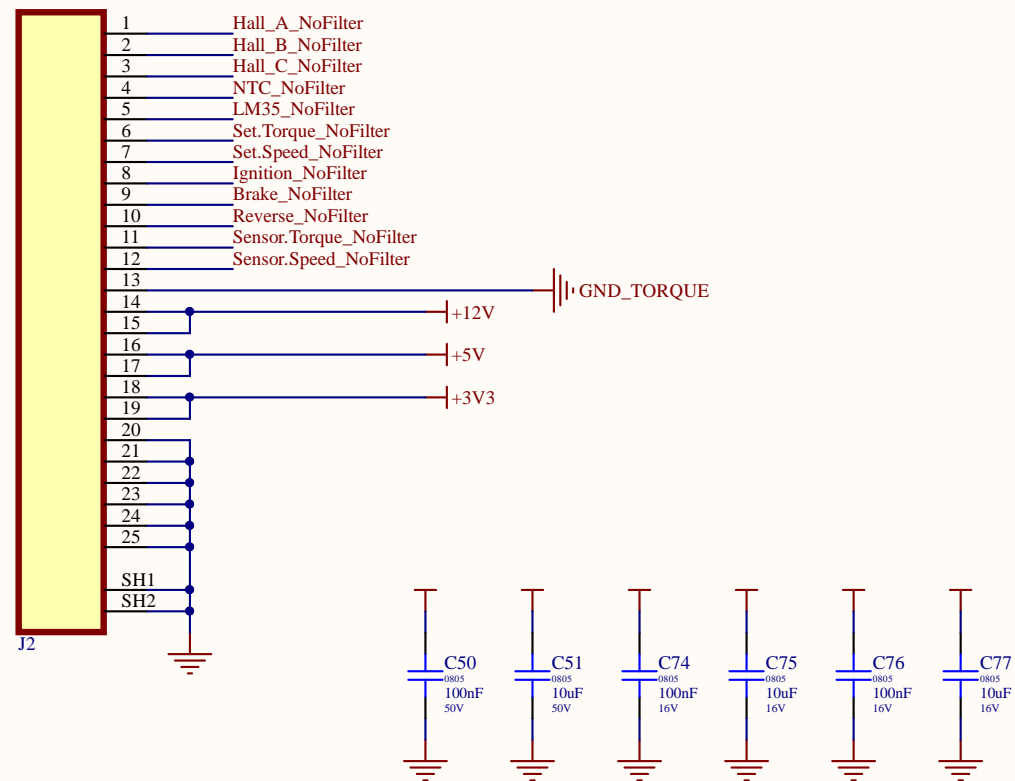 1 Hall_A_NoFilter
2 Hall_B_NoFilter
3 Hall_C_NoFilter
4 NTC_NoFilter
5 LM35_NoFilter
6 Set.Torque_NoFilter
7 Set.Speed_NoFilter
8 Ignition_NoFilter
9 Brake_NoFilter
10 Reverse_NoFilter
11 Sensor.Torque_NoFilter
12 Sensor.Speed_NoFilter
13 GND_TORQUE
14 +12V
15
16 +5V
17
18 +3V3
19
20
21
22
23
24
25
SH1
SH2
J2
C50 C51 C74 C75 C76 C77
0805 0805 0805 0805 0805 0805
100nF 10uF 100nF 10uF 100nF 10uF
50V 50V 16V 16V 16V 16V